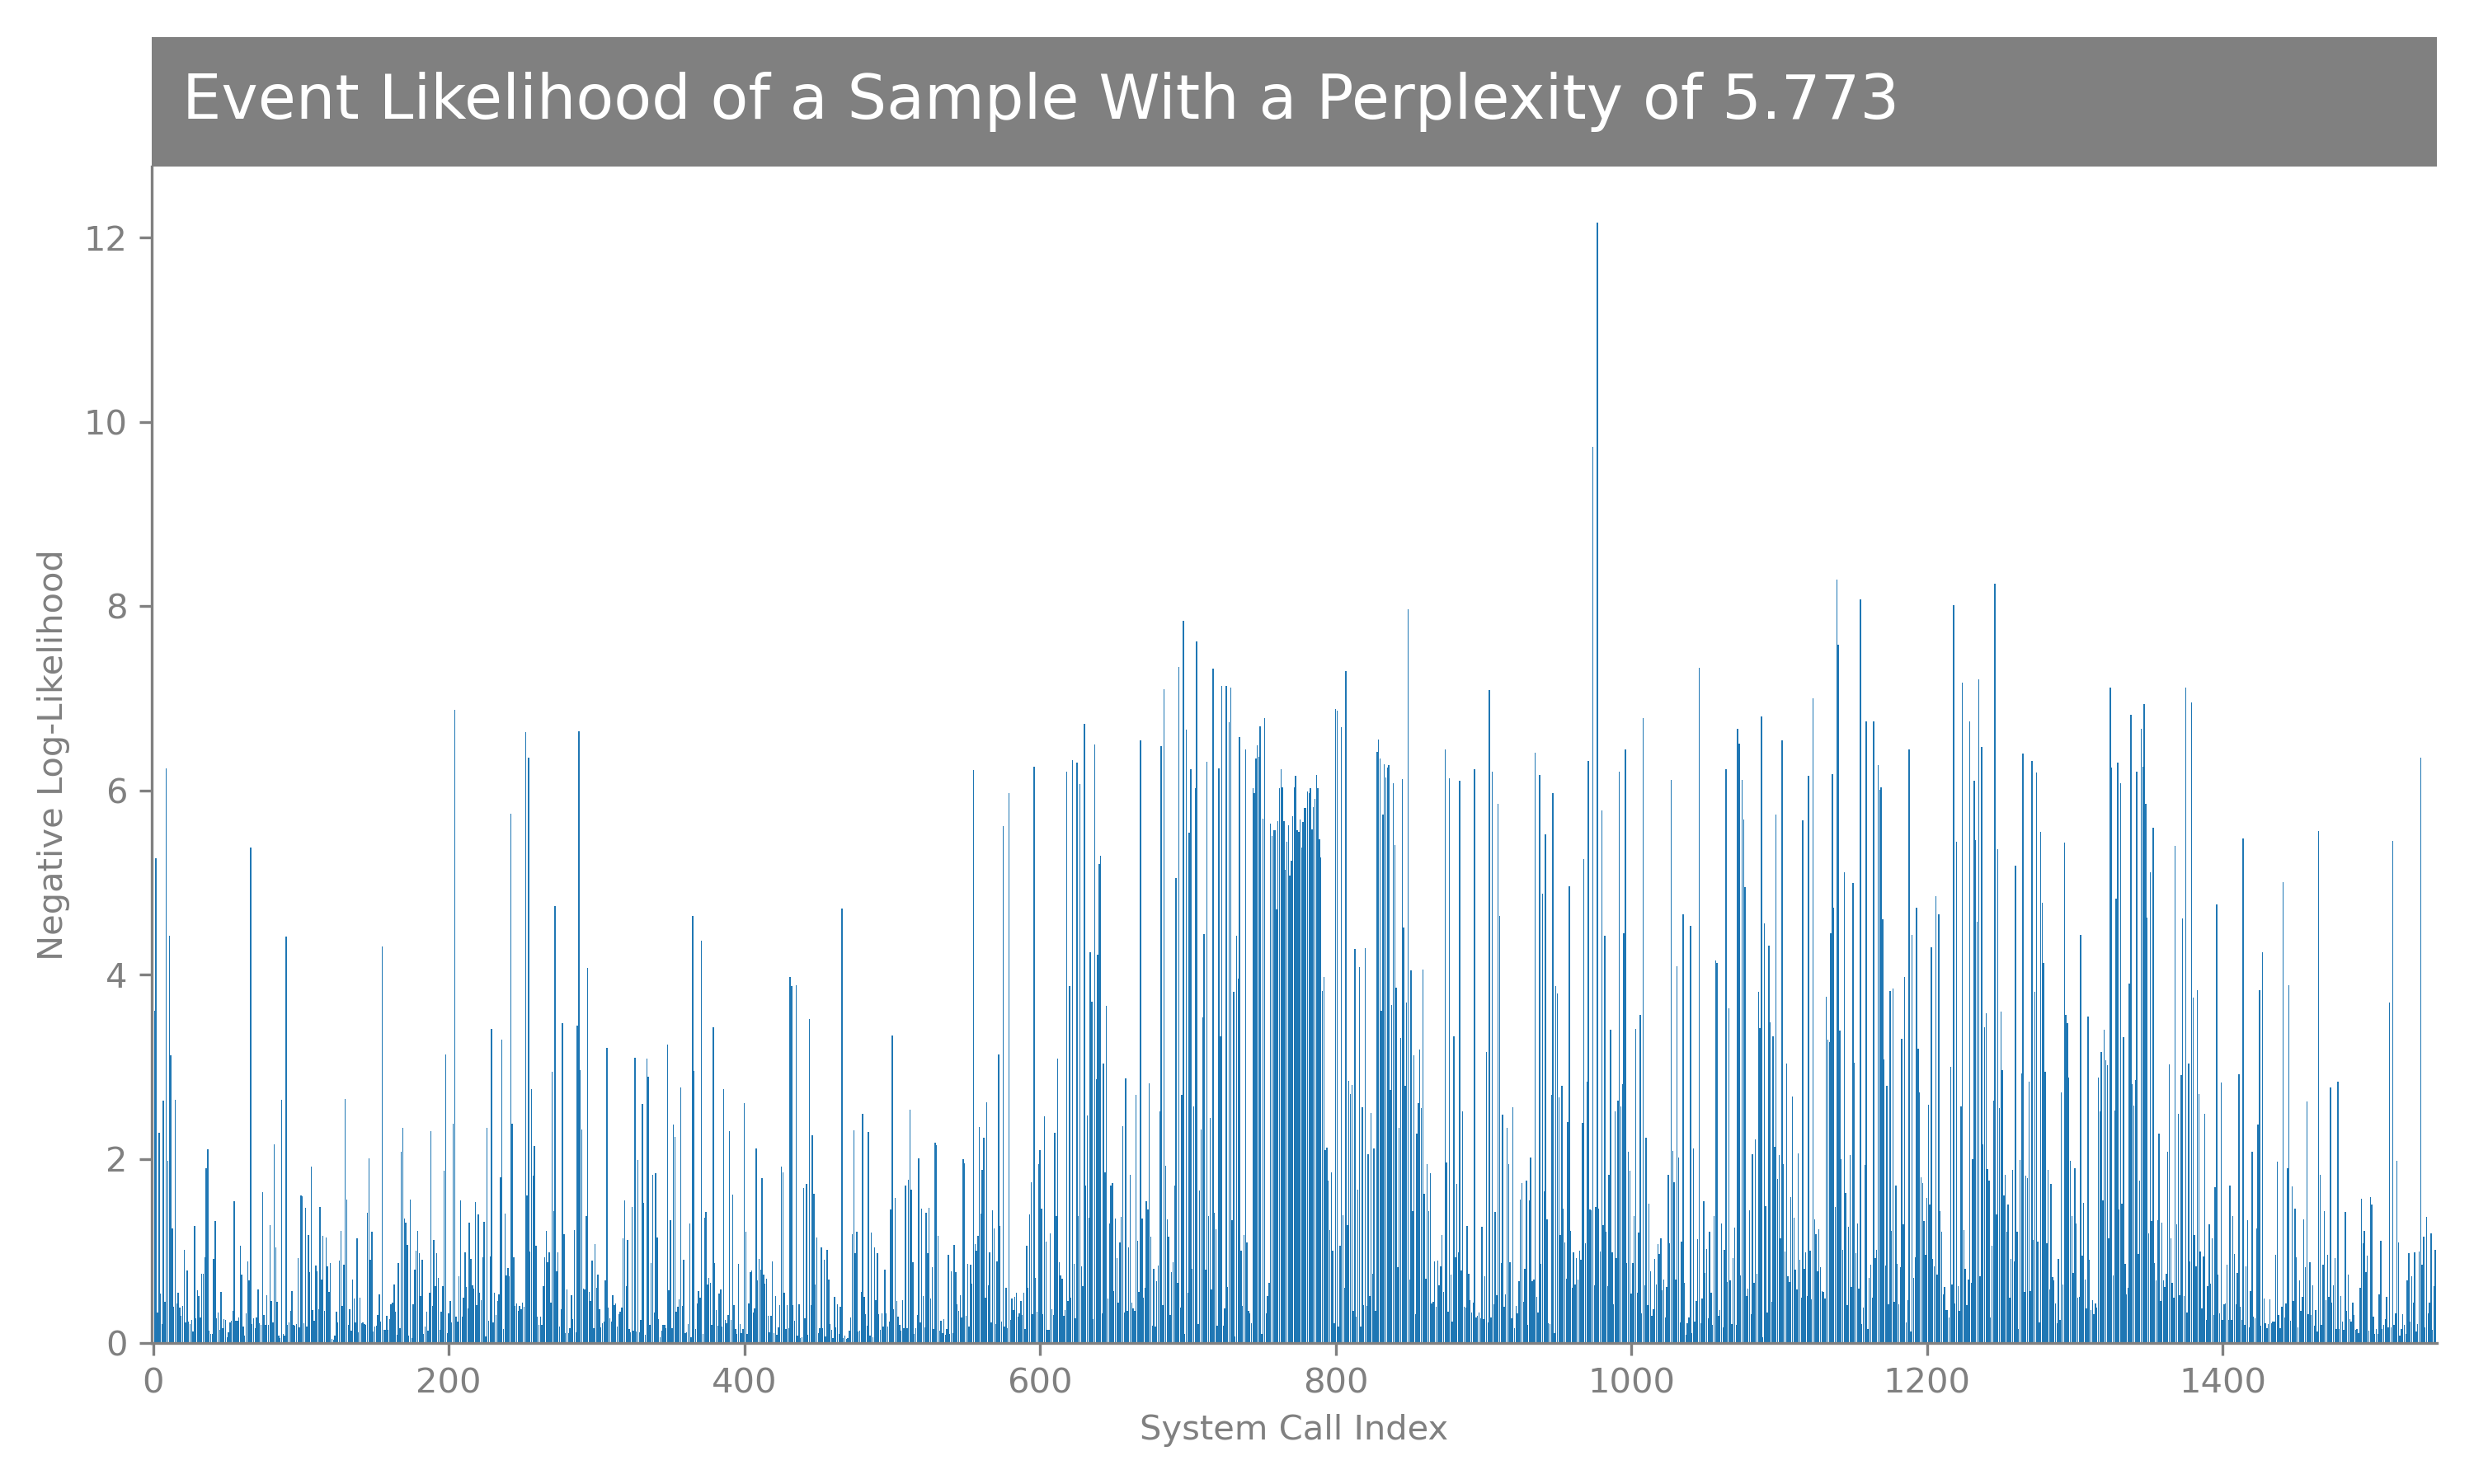 Event Likelihood of a Sample With a Perplexity of 5.773
12
10
8
6
4
2
0
Negative Log-Likelihood
0 200 400 600 800 1000 1200 1400
System Call Index